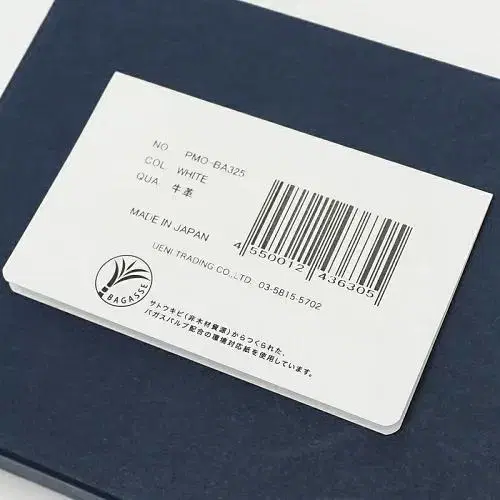 NO. PMO-BA325
COL. WHITE
QUA. 牛革
MADE IN JAPAN
UENI TRADING CO.,LTD. 03-5815-5702
4 550012 436305
BAGASSE
サトウキビ(非木材資源)からつくられた、
バガスパルプ配合の環境対応紙を使用しています。